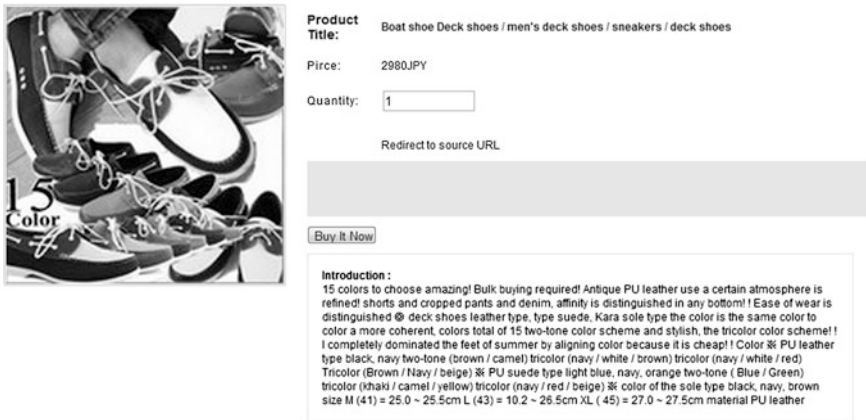 Product Title: Boat shoe Deck shoes / men's deck shoes / sneakers / deck shoes
Pirce: 2980JPY
Quantity: 1
Redirect to source URL
15
Color
Buy It Now
Introduction :
15 colors to choose amazing! Bulk buying required! Antique PU leather use a certain atmosphere is
refined! shorts and cropped pants and denim, affinity is distinguished in any bottom! ! Ease of wear is
distinguished ◎ deck shoes leather type, type suede, Kara sole type the color is the same color to
color a more coherent, colors total of 15 two-tone color scheme and stylish, the tricolor color scheme! !
I completely dominated the feet of summer by aligning color because it is cheap! ! Color ※ PU leather
type black, navy two-tone (brown / camel) tricolor (navy / white / brown) tricolor (navy / white / red)
Tricolor (Brown / Navy / beige) ※ PU suede type light blue, navy, orange two-tone ( Blue / Green)
tricolor (khaki / camel / yellow) tricolor (navy / red / beige) ※ color of the sole type black, navy, brown
size M (41) = 25.0 ~ 25.5cm L (43) = 10.2 ~ 26.5cm XL ( 45) = 27.0 ~ 27.5cm material PU leather